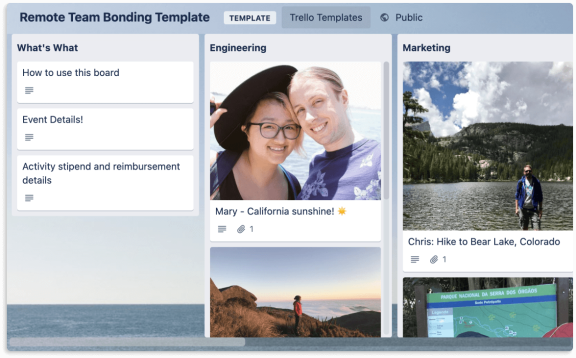 Remote Team Bonding Template
TEMPLATE
Trello Templates
Public
What's What
How to use this board
Event Details!
Activity stipend and reimbursement
details
Engineering
Mary - California sunshine! ☀️
1
Marketing
Chris: Hike to Bear Lake, Colorado
1
PARQUE NACIONAL DA SERRA DOS ÓRGÃOS
Sede Petrópolis